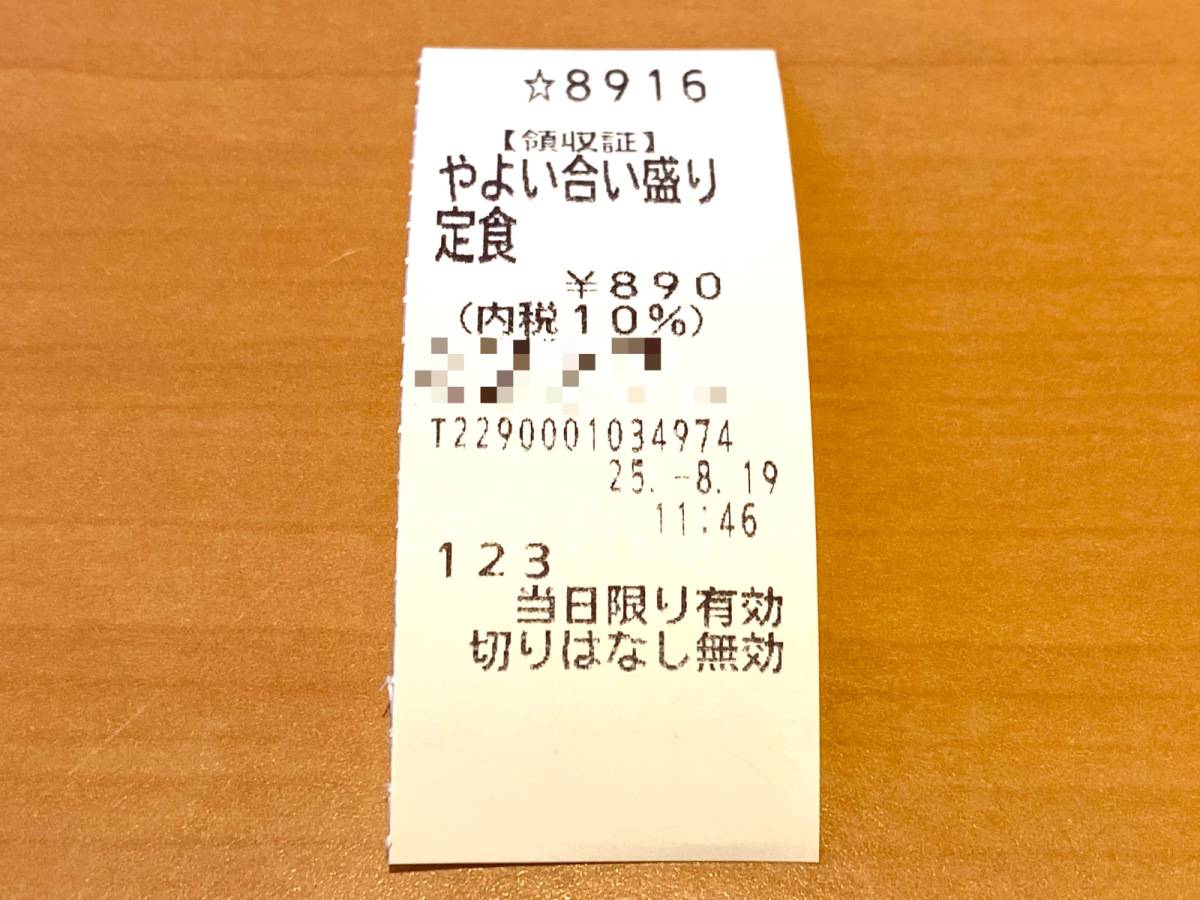 ☆8916
【領収証】
やよい合い盛り
定食
¥890
(内税10%)
T2290001034974
25.-8.19
11:46
123
当日限り有効
切りはなし無効